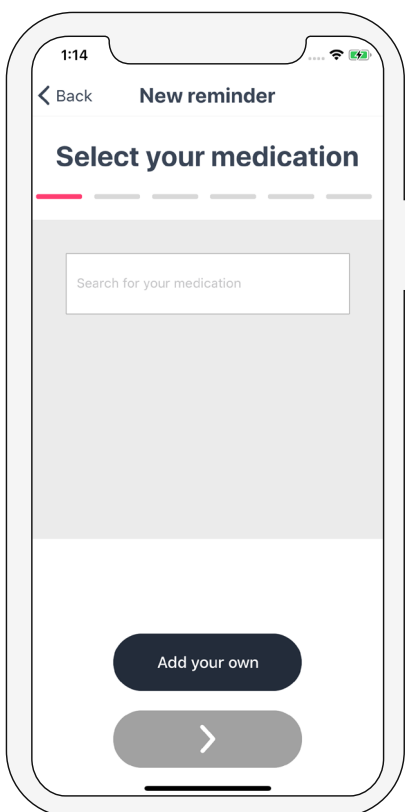 1:14
Back New reminder
Select your medication
Search for your medication
Add your own